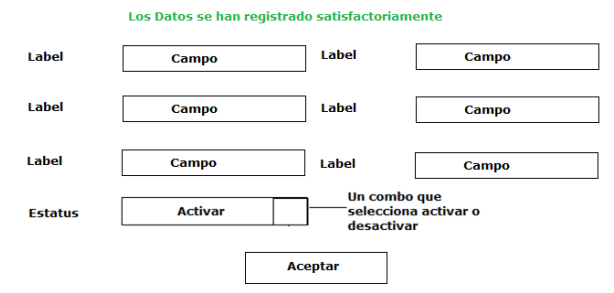 Los Datos se han registrado satisfactoriamente
Label Campo Label Campo
Label Campo Label Campo
Label Campo Label Campo
Estatus Activar
Un combo que
selecciona activar o
desactivar
Aceptar